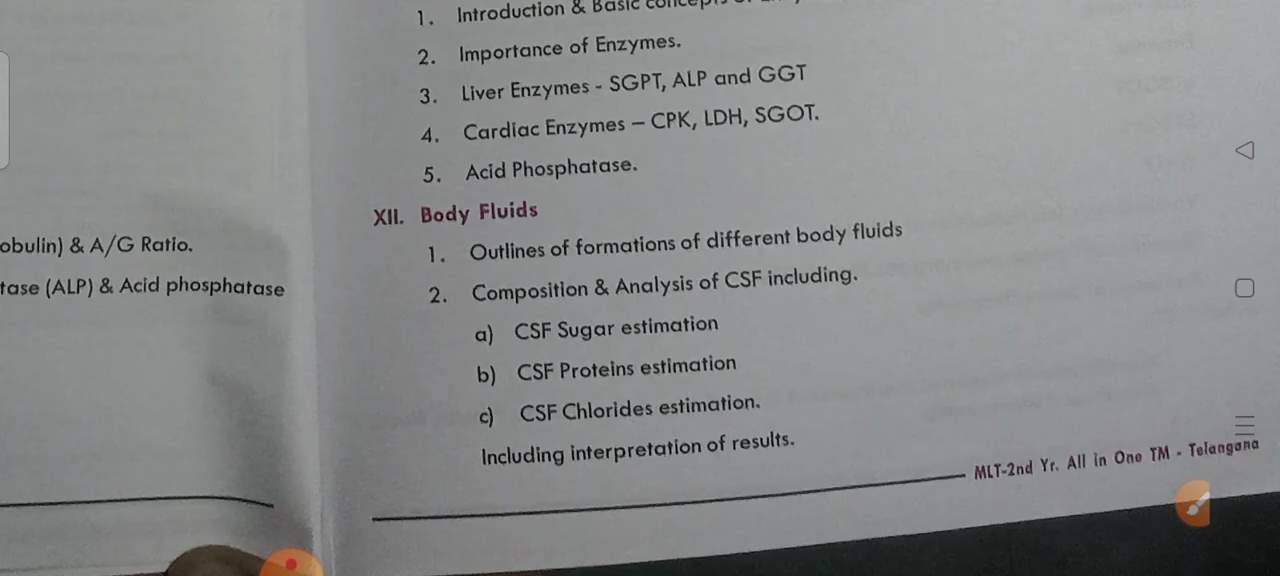 1. Introduction & Basic concepts of
2. Importance of Enzymes.
3. Liver Enzymes - SGPT, ALP and GGT
4. Cardiac Enzymes – CPK, LDH, SGOT.
5. Acid Phosphatase.
XII. Body Fluids
1. Outlines of formations of different body fluids
2. Composition & Analysis of CSF including.
a) CSF Sugar estimation
b) CSF Proteins estimation
c) CSF Chlorides estimation.
Including interpretation of results.
MLT-2nd Yr. All in One TM - Telangana
obulin) & A/G Ratio.
tase (ALP) & Acid phosphatase